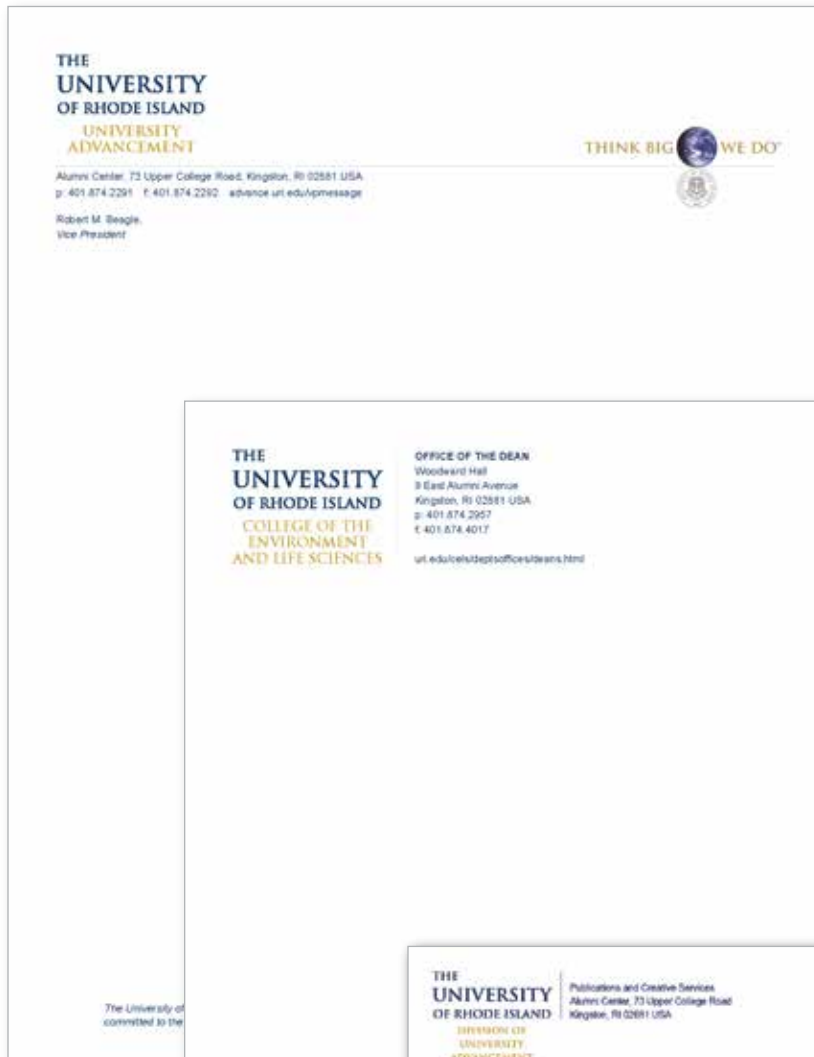 THE
UNIVERSITY
OF RHODE ISLAND
UNIVERSITY
ADVANCEMENT
THINK BIG WE DO™
Alumni Center, 73 Upper College Road, Kingston, RI 02881 USA
p: 401.874.2291 f: 401.874.2292 advance.uri.edu/vpmessage
Robert M. Beagle,
Vice President
THE
UNIVERSITY
OF RHODE ISLAND
COLLEGE OF THE
ENVIRONMENT
AND LIFE SCIENCES
OFFICE OF THE DEAN
Woodward Hall
9 East Alumni Avenue
Kingston, RI 02881 USA
p: 401.874.2957
f: 401.874.4017
uri.edu/cels/deptsoffices/deans.html
The University of
committed to the
THE
UNIVERSITY
OF RHODE ISLAND
DIVISION OF
UNIVERSITY
ADVANCEMENT
Publications and Creative Services
Alumni Center, 73 Upper College Road
Kingston, RI 02881 USA